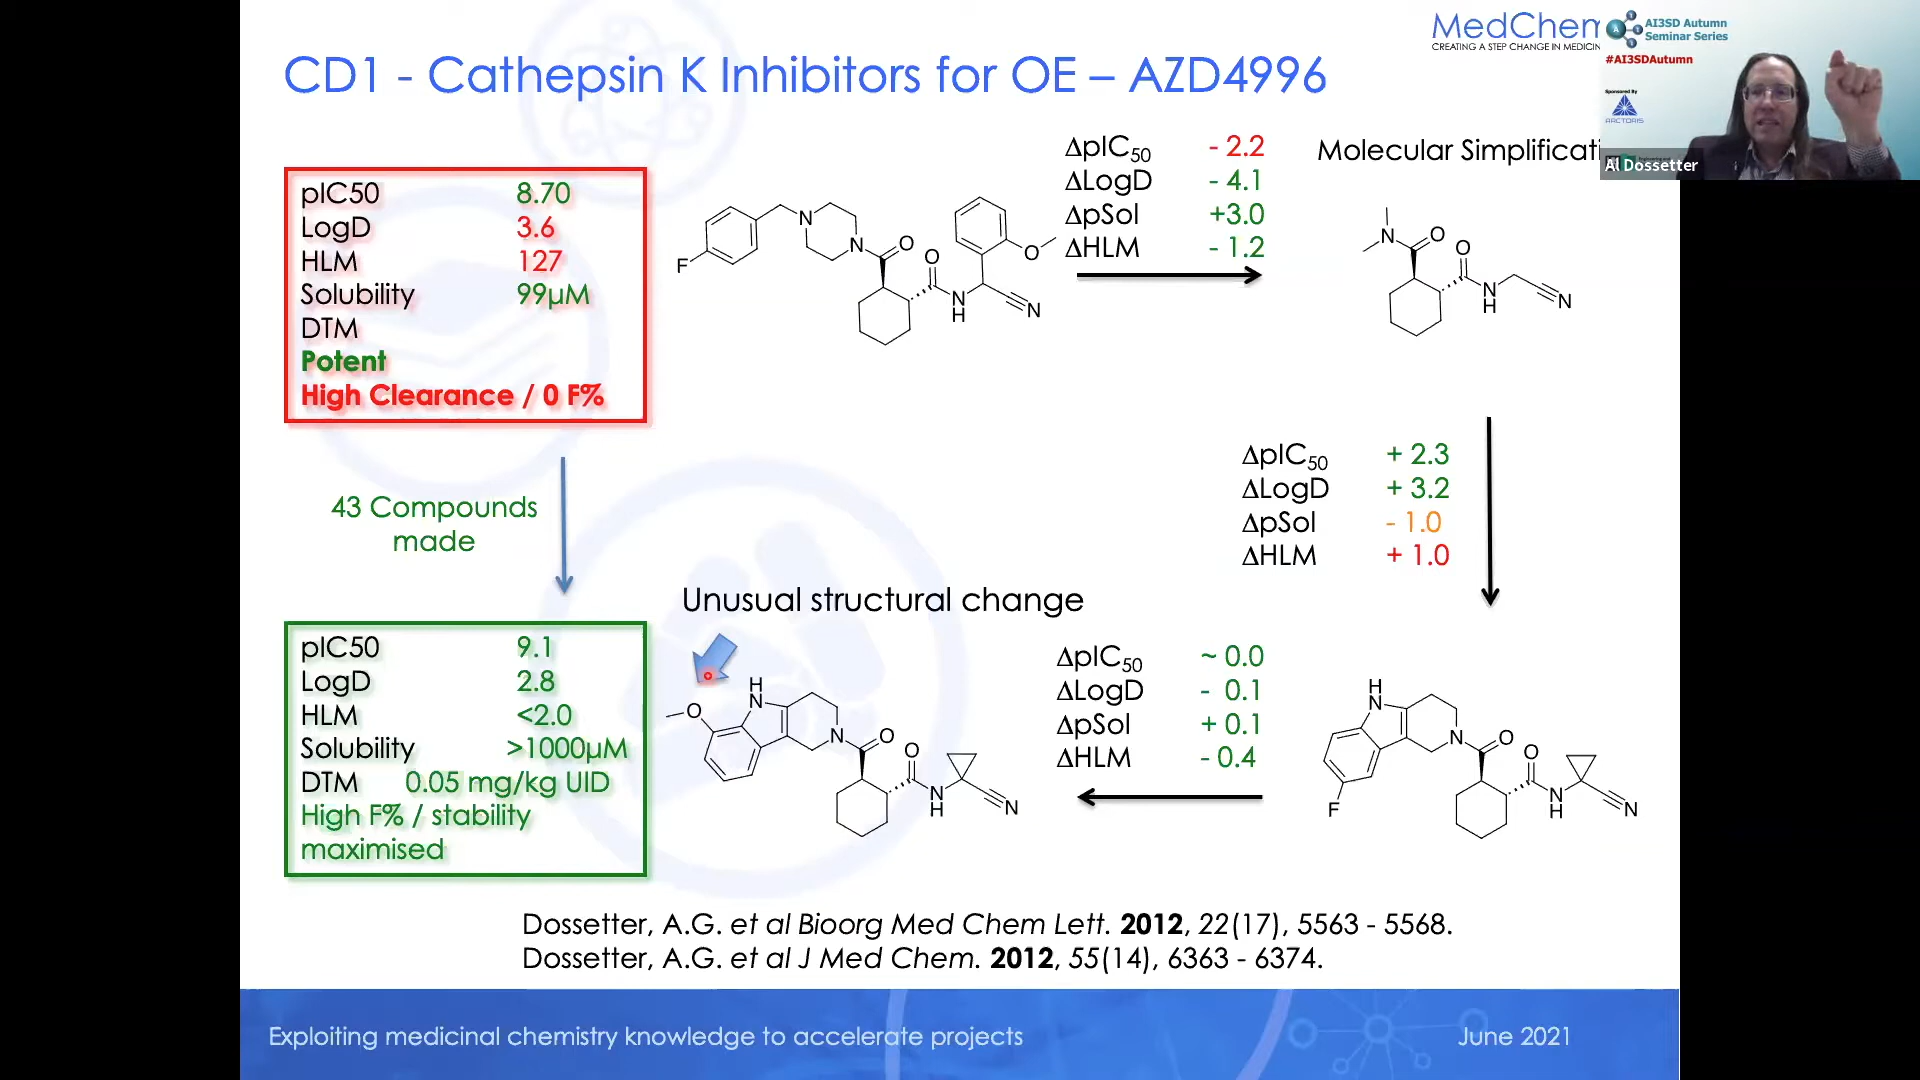 CD1 - Cathepsin K Inhibitors for OE – AZD4996
MedChem
CREATING A STEP CHANGE IN MEDICIN
AI3SD Autumn
Seminar Series
#AI3SDAutumn
Sponsored By
ARCTORIS
Al Dossetter
pIC50 8.70
LogD 3.6
HLM 127
Solubility 99µM
DTM
Potent
High Clearance / 0 F%
ΔpIC50 - 2.2
ΔLogD - 4.1
ΔpSol +3.0
ΔHLM - 1.2
Molecular Simplificati
F
N
N
O
O
N
H
O
N
N
O
O
N
H
N
43 Compounds
made
ΔpIC50 + 2.3
ΔLogD + 3.2
ΔpSol - 1.0
ΔHLM + 1.0
Unusual structural change
pIC50 9.1
LogD 2.8
HLM <2.0
Solubility >1000µM
DTM 0.05 mg/kg UID
High F% / stability
maximised
O
H
N
N
O
O
N
H
N
ΔpIC50 ~ 0.0
ΔLogD - 0.1
ΔpSol + 0.1
ΔHLM - 0.4
H
N
F
N
O
O
N
H
N
Dossetter, A.G. et al Bioorg Med Chem Lett. 2012, 22(17), 5563 - 5568.
Dossetter, A.G. et al J Med Chem. 2012, 55(14), 6363 - 6374.
Exploiting medicinal chemistry knowledge to accelerate projects
June 2021